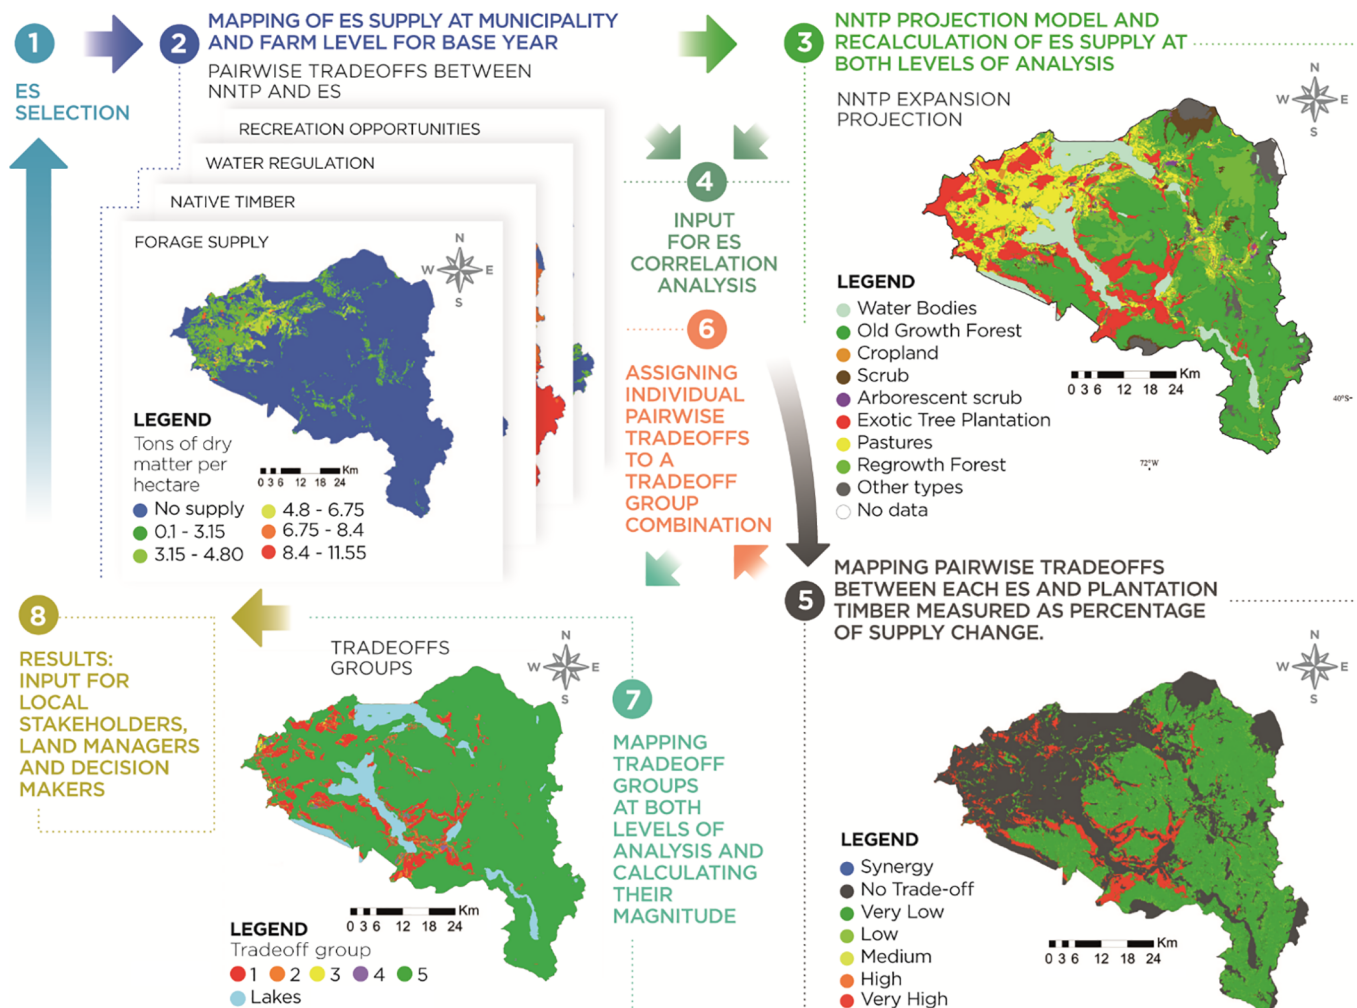 1
ES
SELECTION
2
MAPPING OF ES SUPPLY AT MUNICIPALITY
AND FARM LEVEL FOR BASE YEAR
PAIRWISE TRADEOFFS BETWEEN
NNTP AND ES
RECREATION OPPORTUNITIES
WATER REGULATION
NATIVE TIMBER
FORAGE SUPPLY
N
W E
S
LEGEND
Tons of dry
matter per
hectare
Km
0 3 6 12 18 24
No supply
0.1 - 3.15
3.15 - 4.80
4.8 - 6.75
6.75 - 8.4
8.4 - 11.55
3
NNTP PROJECTION MODEL AND
RECALCULATION OF ES SUPPLY AT
BOTH LEVELS OF ANALYSIS
NNTP EXPANSION
PROJECTION
N
W E
S
LEGEND
Water Bodies
Old Growth Forest
Cropland
Scrub
Arborescent scrub
Exotic Tree Plantation
Pastures
Regrowth Forest
Other types
No data
Km
0 3 6 12 18 24
40°S
72°W
4
INPUT
FOR ES
CORRELATION
ANALYSIS
5
MAPPING PAIRWISE TRADEOFFS
BETWEEN EACH ES AND PLANTATION
TIMBER MEASURED AS PERCENTAGE
OF SUPPLY CHANGE.
N
W E
S
LEGEND
Synergy
No Trade-off
Very Low
Low
Medium
High
Very High
Km
0 3 6 12 18 24
6
ASSIGNING
INDIVIDUAL
PAIRWISE
TRADEOFFS
TO A
TRADEOFF
GROUP
COMBINATION
7
MAPPING
TRADEOFF
GROUPS
AT BOTH
LEVELS OF
ANALYSIS AND
CALCULATING
THEIR
MAGNITUDE
TRADEOFFS
GROUPS
N
W E
S
Km
0 3 6 12 18 24
LEGEND
Tradeoff group
1 2 3 4 5
Lakes
8
RESULTS:
INPUT FOR
LOCAL
STAKEHOLDERS,
LAND MANAGERS
AND DECISION
MAKERS